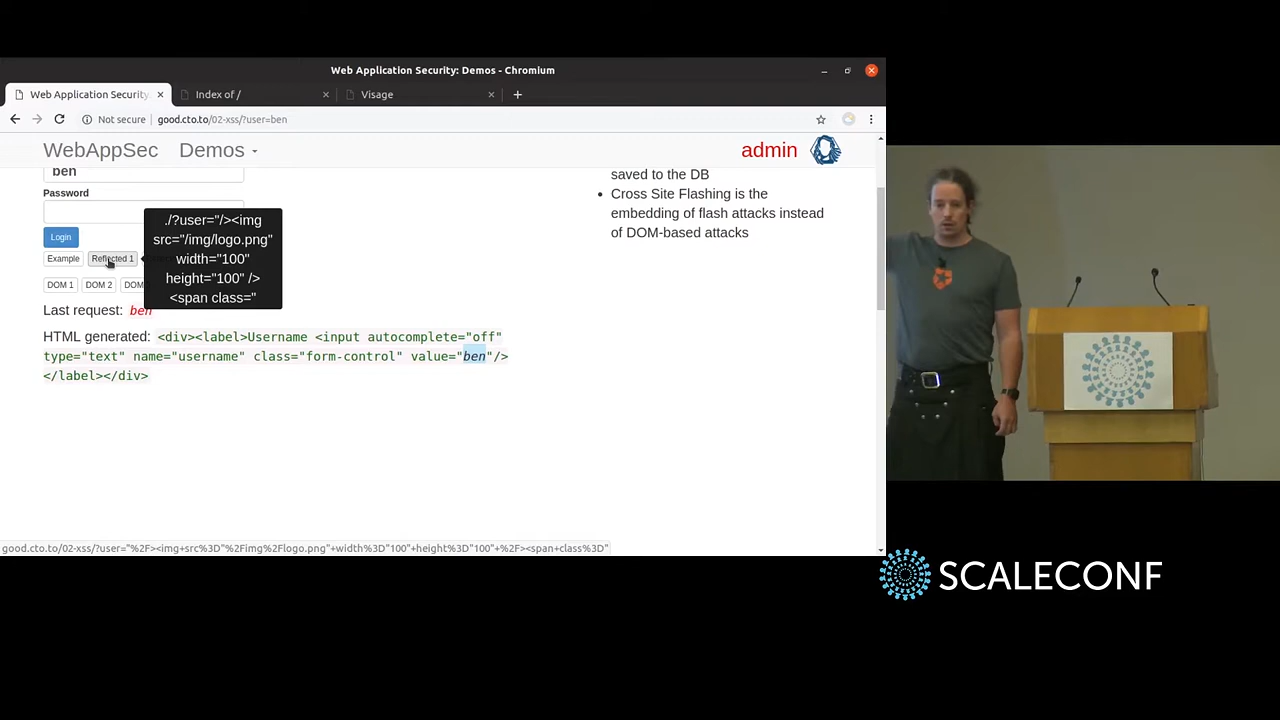 Web Application Security: Demos - Chromium
Web Application Security:
Index of /
Visage
Not secure
good.cto.to/02-xss/?user=ben
WebAppSec
Demos
admin
ben
Password
Login
Example
Reflected 1
./?user="/><img
src="/img/logo.png"
width="100"
height="100" />
<span class="
DOM 1
DOM 2
Last request: ben
HTML generated: <div><label>Username <input autocomplete="off"
type="text" name="username" class="form-control" value="ben"/>
</label></div>
saved to the DB
Cross Site Flashing is the
embedding of flash attacks instead
of DOM-based attacks
good.cto.to/02-xss/?user="%2F><img+src%3D"%2Fimg%2Flogo.png"+width%3D"100"+height%3D"100"+%2F><span+class%3D"
SCALECONF